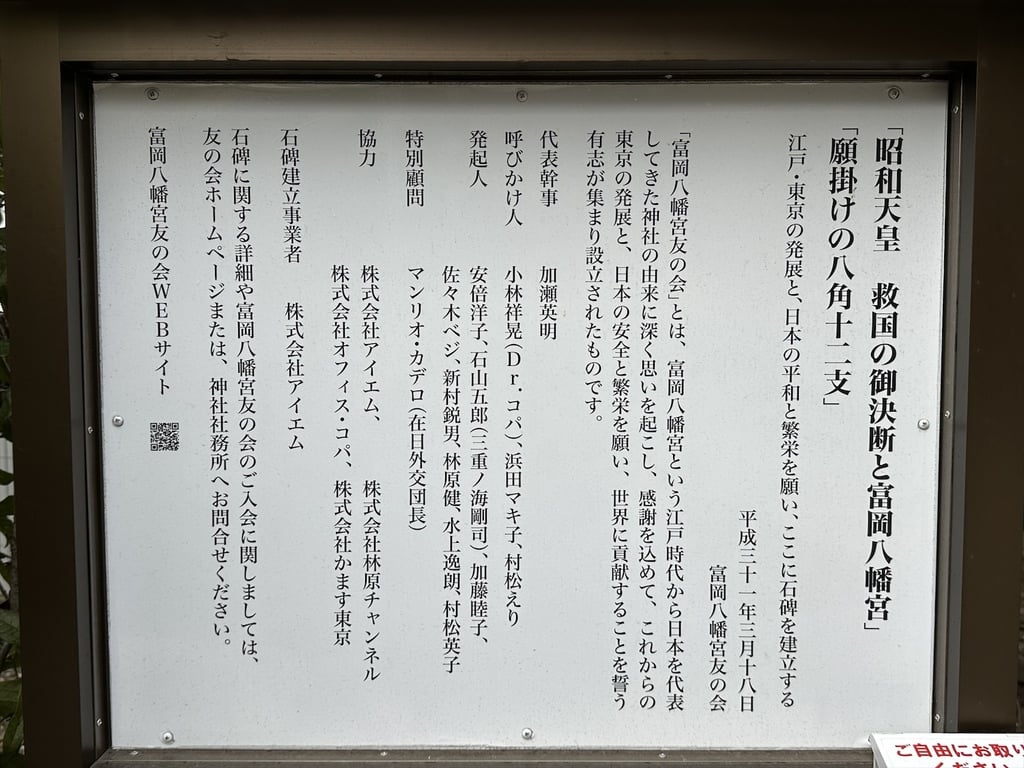 「昭和天皇　救国の御決断と富岡八幡宮」
「願掛けの八角十二支」
江戸・東京の発展と、日本の平和と繁栄を願い、ここに石碑を建立する
平成三十一年三月十八日
富岡八幡宮友の会
「富岡八幡宮友の会」とは、富岡八幡宮という江戸時代から日本を代表
してきた神社の由来に深く思いを起こし、感謝を込めて、これからの
東京の発展と、日本の安全と繁栄を願い、世界に貢献することを誓う
有志が集まり設立されたものです。
代表幹事　加瀬英明
呼びかけ人　小林祥晃（Dr.コパ）、浜田マキ子、村松えり
発起人　安倍洋子、石山五郎（三重ノ海剛司）、加藤睦子、
佐々木ベジ、新村鋭男、林原健、水上逸朗、村松英子
特別顧問　マンリオ・カデロ（在日外交団長）
協力　株式会社アイエム、　株式会社林原チャンネル
株式会社オフィス・コパ、株式会社かます東京
石碑建立事業者　株式会社アイエム
石碑に関する詳細や富岡八幡宮友の会のご入会に関しましては、
友の会ホームページまたは、神社社務所へお問合せください。
富岡八幡宮友の会WEBサイト
ご自由にお取り
ください